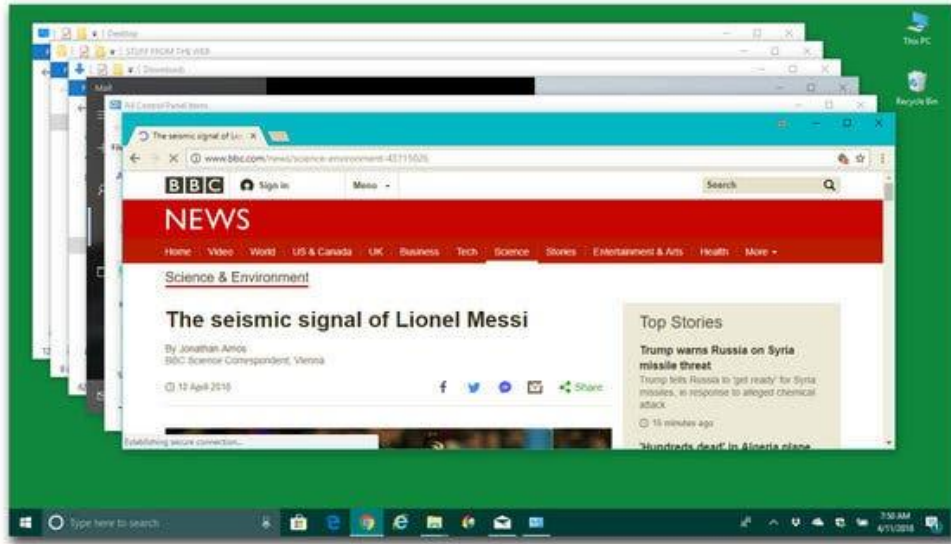 Desktop
STUFF FROM THE WEB
Downloads
Mail
All Control Panel Items
This PC
Recycle Bin
The seismic signal of Lio
www.bbc.com/news/science-environment-43715026
BBC Sign in Menu Search
NEWS
Home Video World US & Canada UK Business Tech Science Stories Entertainment & Arts Health More
Science & Environment
The seismic signal of Lionel Messi
By Jonathan Amos
BBC Science Correspondent, Vienna
12 April 2018
Share
Top Stories
Trump warns Russia on Syria
missile threat
Trump tells Russia to 'get ready' for Syria
missiles, in response to alleged chemical
attack.
15 minutes ago
'Hundreds dead' in Algeria plane
Establishing secure connection...
Type here to search
7:50 AM
4/11/2018